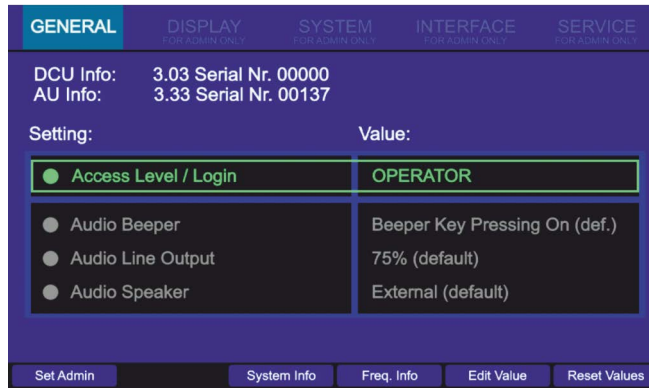 GENERAL DISPLAY SYSTEM INTERFACE SERVICE
FOR ADMIN ONLY FOR ADMIN ONLY FOR ADMIN ONLY FOR ADMIN ONLY
DCU Info: 3.03 Serial Nr. 00000
AU Info: 3.33 Serial Nr. 00137
Setting: Value:
Access Level / Login OPERATOR
Audio Beeper Beeper Key Pressing On (def.)
Audio Line Output 75% (default)
Audio Speaker External (default)
Set Admin System Info Freq. Info Edit Value Reset Values